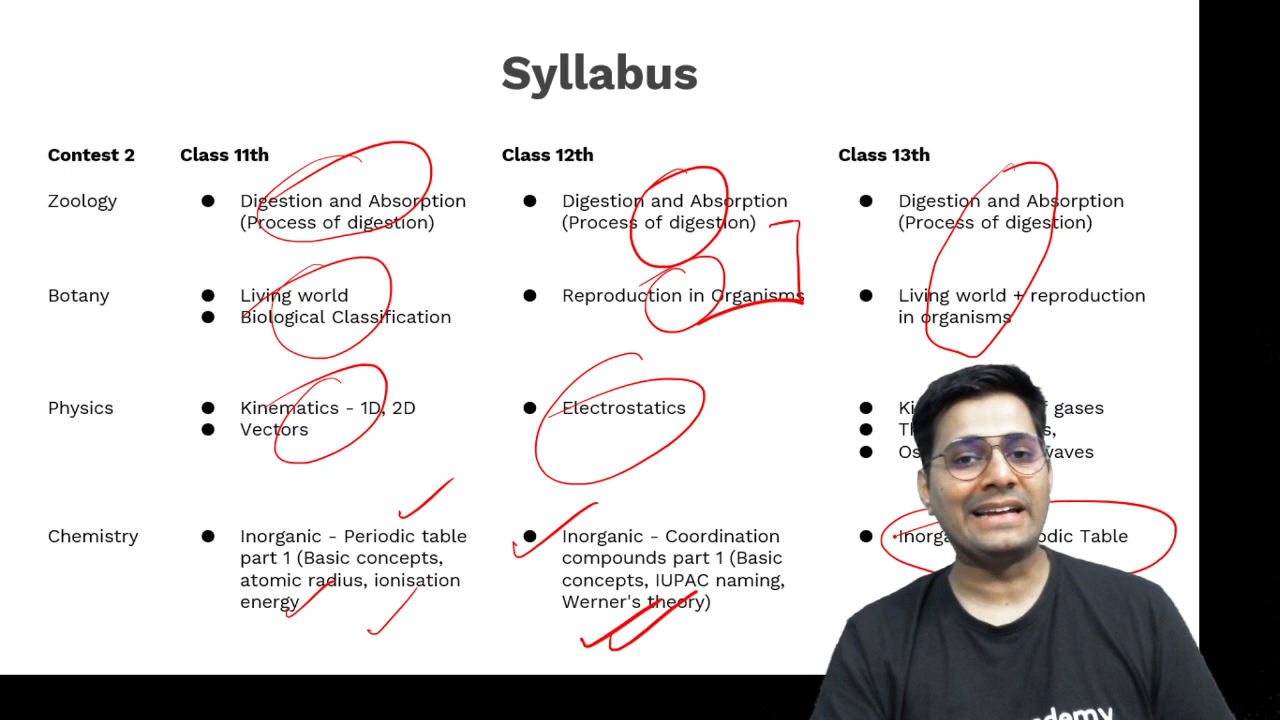 Syllabus
Contest 2 Class 11th Class 12th Class 13th
Zoology ● Digestion and Absorption ● Digestion and Absorption ● Digestion and Absorption
(Process of digestion) (Process of digestion) (Process of digestion)
Botany ● Living world ● Reproduction in Organisms ● Living world + reproduction
● Biological Classification in organisms
Physics ● Kinematics - 1D, 2D ● Electrostatics ● gases
● Vectors ●
● waves
Chemistry ● Inorganic - Periodic table ● Inorganic - Coordination ● Table
part 1 (Basic concepts, compounds part 1 (Basic
atomic radius, ionisation concepts, IUPAC naming,
energy Werner's theory)